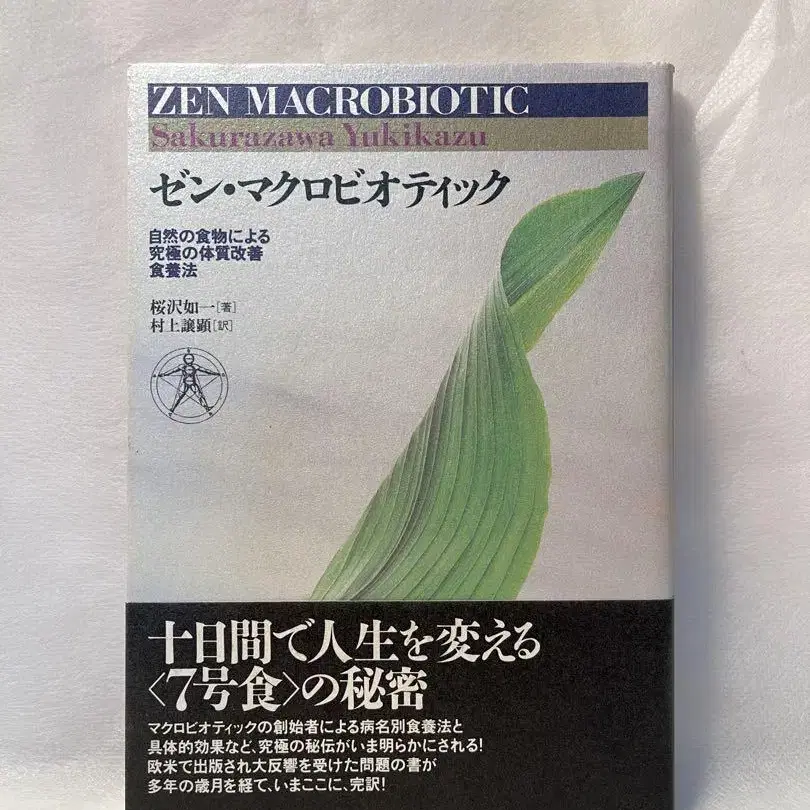 ZEN MACROBIOTIC
Sakurazawa Yukikazu
ゼン・マクロビオティック
自然の食物による
究極の体質改善
食養法
桜沢如一[著]
村上譲顕[訳]
十日間で人生を変える
〈7号食〉の秘密
マクロビオティックの創始者による病名別食養法と
具体的効果など、究極の秘伝がいま明らかにされる!
欧米で出版され大反響を受けた問題の書が
多年の歳月を経て、いまここに、完訳!